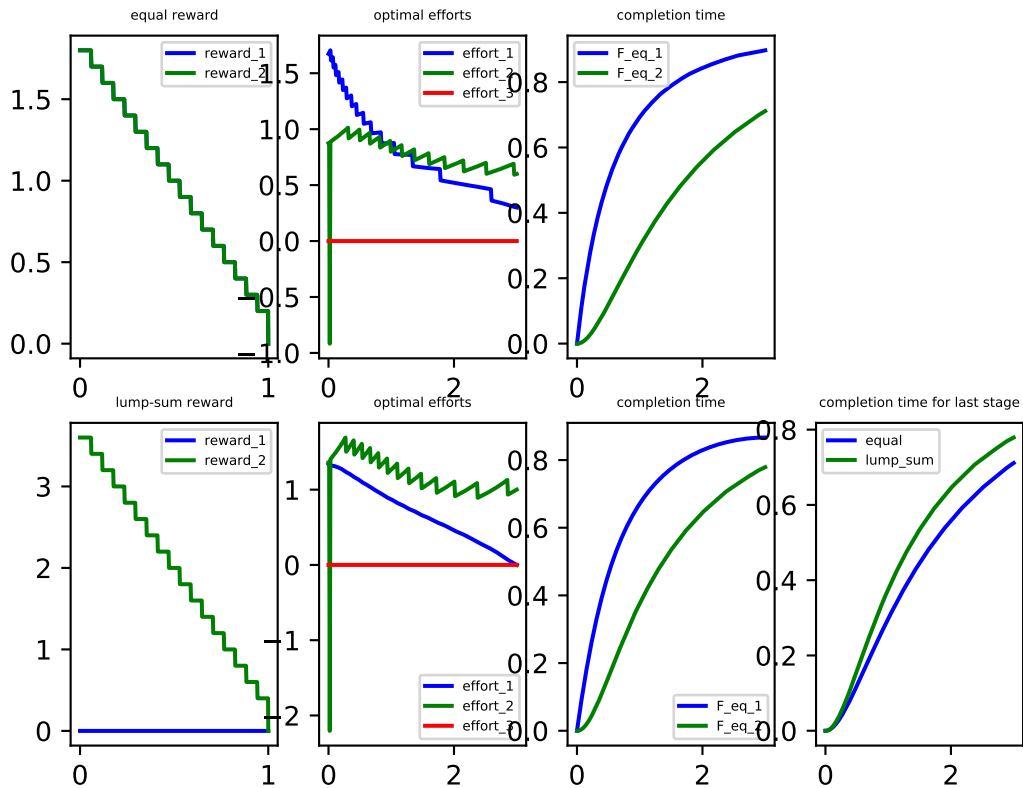 equal reward
optimal efforts
completion time
reward_1
reward_2
effort_1
effort_2
effort_3
F_eq_1
F_eq_2
1.5
1.0
0.5
0.0
0
1
1.5
1.0
0.5
0.0
−0.5
−1.0
0
2
0.8
0.6
0.4
0.2
0.0
0
2
lump-sum reward
optimal efforts
completion time
completion time for last stage
reward_1
reward_2
effort_1
effort_2
effort_3
F_eq_1
F_eq_2
equal
lump_sum
3
2
1
0
0
1
1
0
−1
−2
0
2
0.8
0.6
0.4
0.2
0.0
0
2
0.8
0.6
0.4
0.2
0.0
0
2